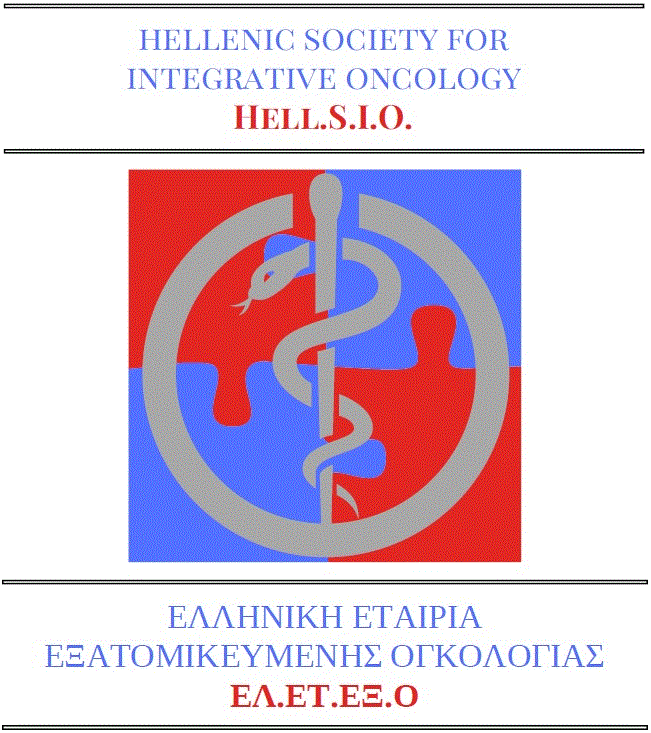 HELLENIC SOCIETY FOR
INTEGRATIVE ONCOLOGY
HELL.S.I.O.
ΕΛΛΗΝΙΚΗ ΕΤΑΙΡΙΑ
ΕΞΑΤΟΜΙΚΕΥΜΕΝΗΣ ΟΓΚΟΛΟΓΙΑΣ
ΕΛ.ΕΤ.ΕΞ.Ο